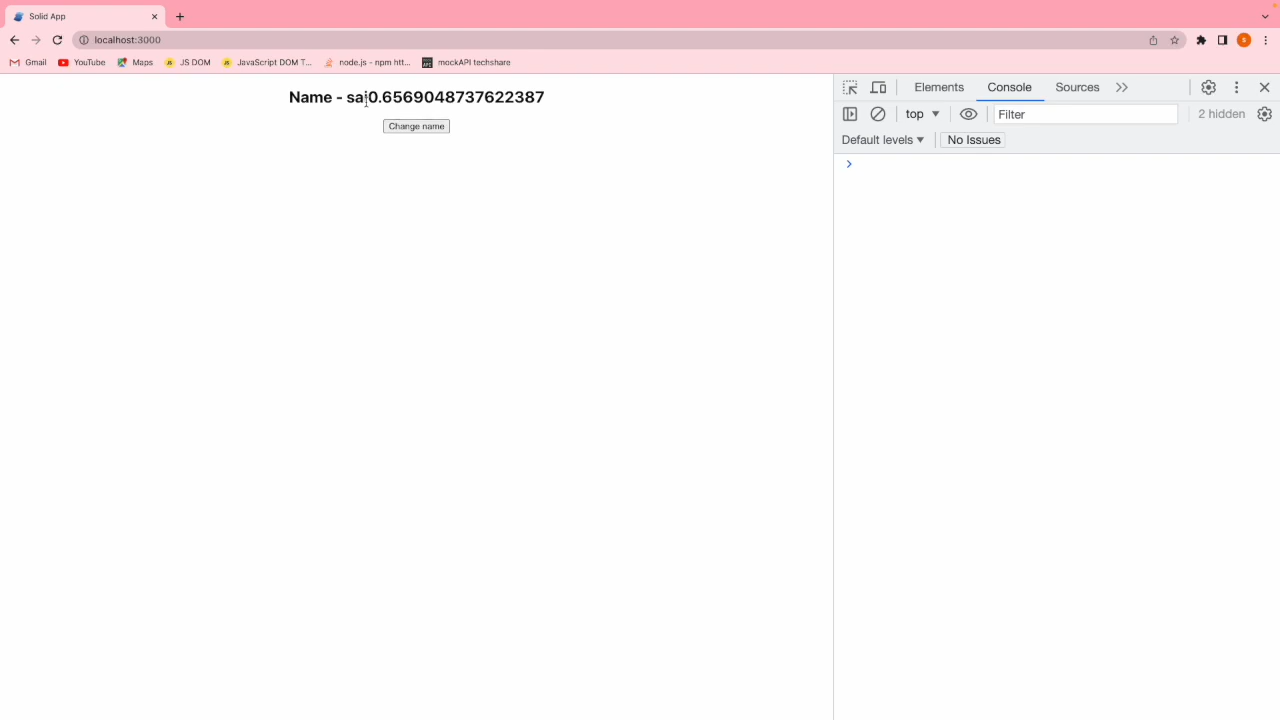 Solid App
localhost:3000
S
Gmail YouTube Maps JS DOM JavaScript DOM T... node.js - npm htt... mockAPI techshare
Name - sai0.6569048737622387
Change name
Elements Console Sources
top Filter 2 hidden
Default levels No Issues